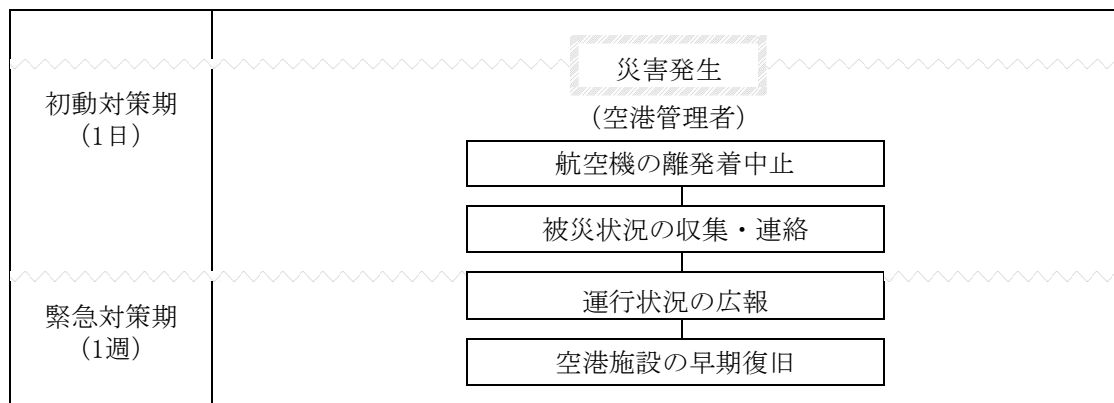 災害発生
初動対策期
（1日）
（空港管理者）
航空機の離発着中止
被災状況の収集・連絡
運行状況の広報
緊急対策期
（1週）
空港施設の早期復旧